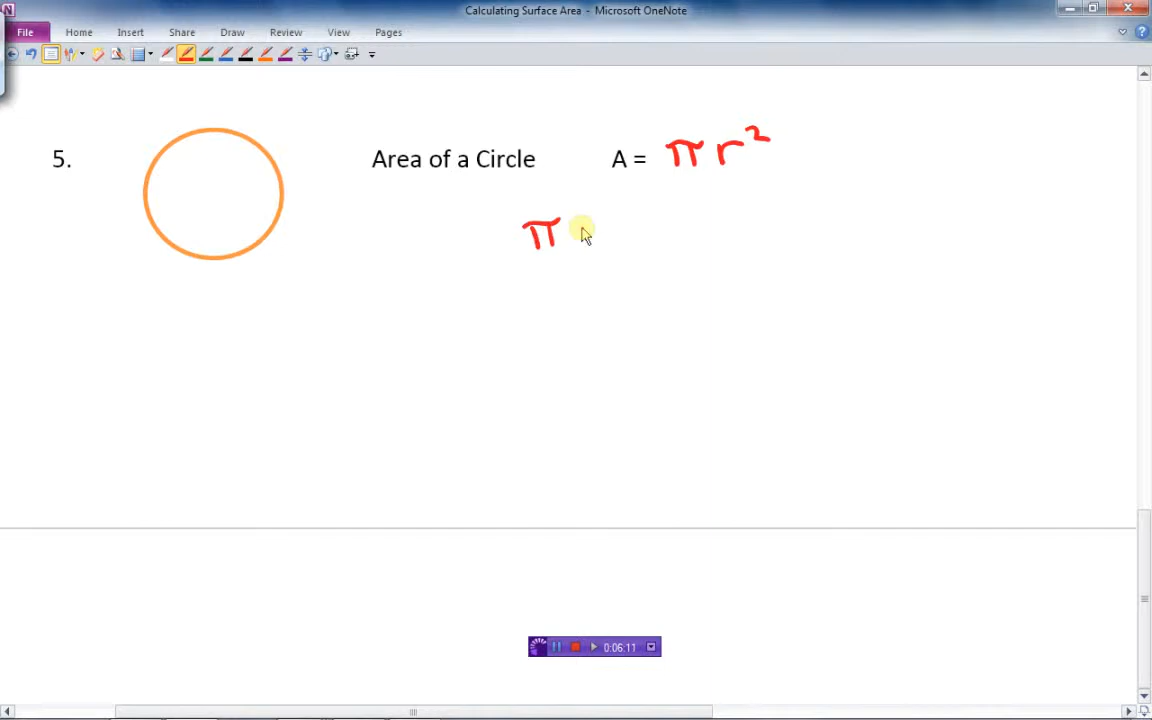 Calculating Surface Area - Microsoft OneNote
File Home Insert Share Draw Review View Pages
5. Area of a Circle A = π r²
π
0:06:11